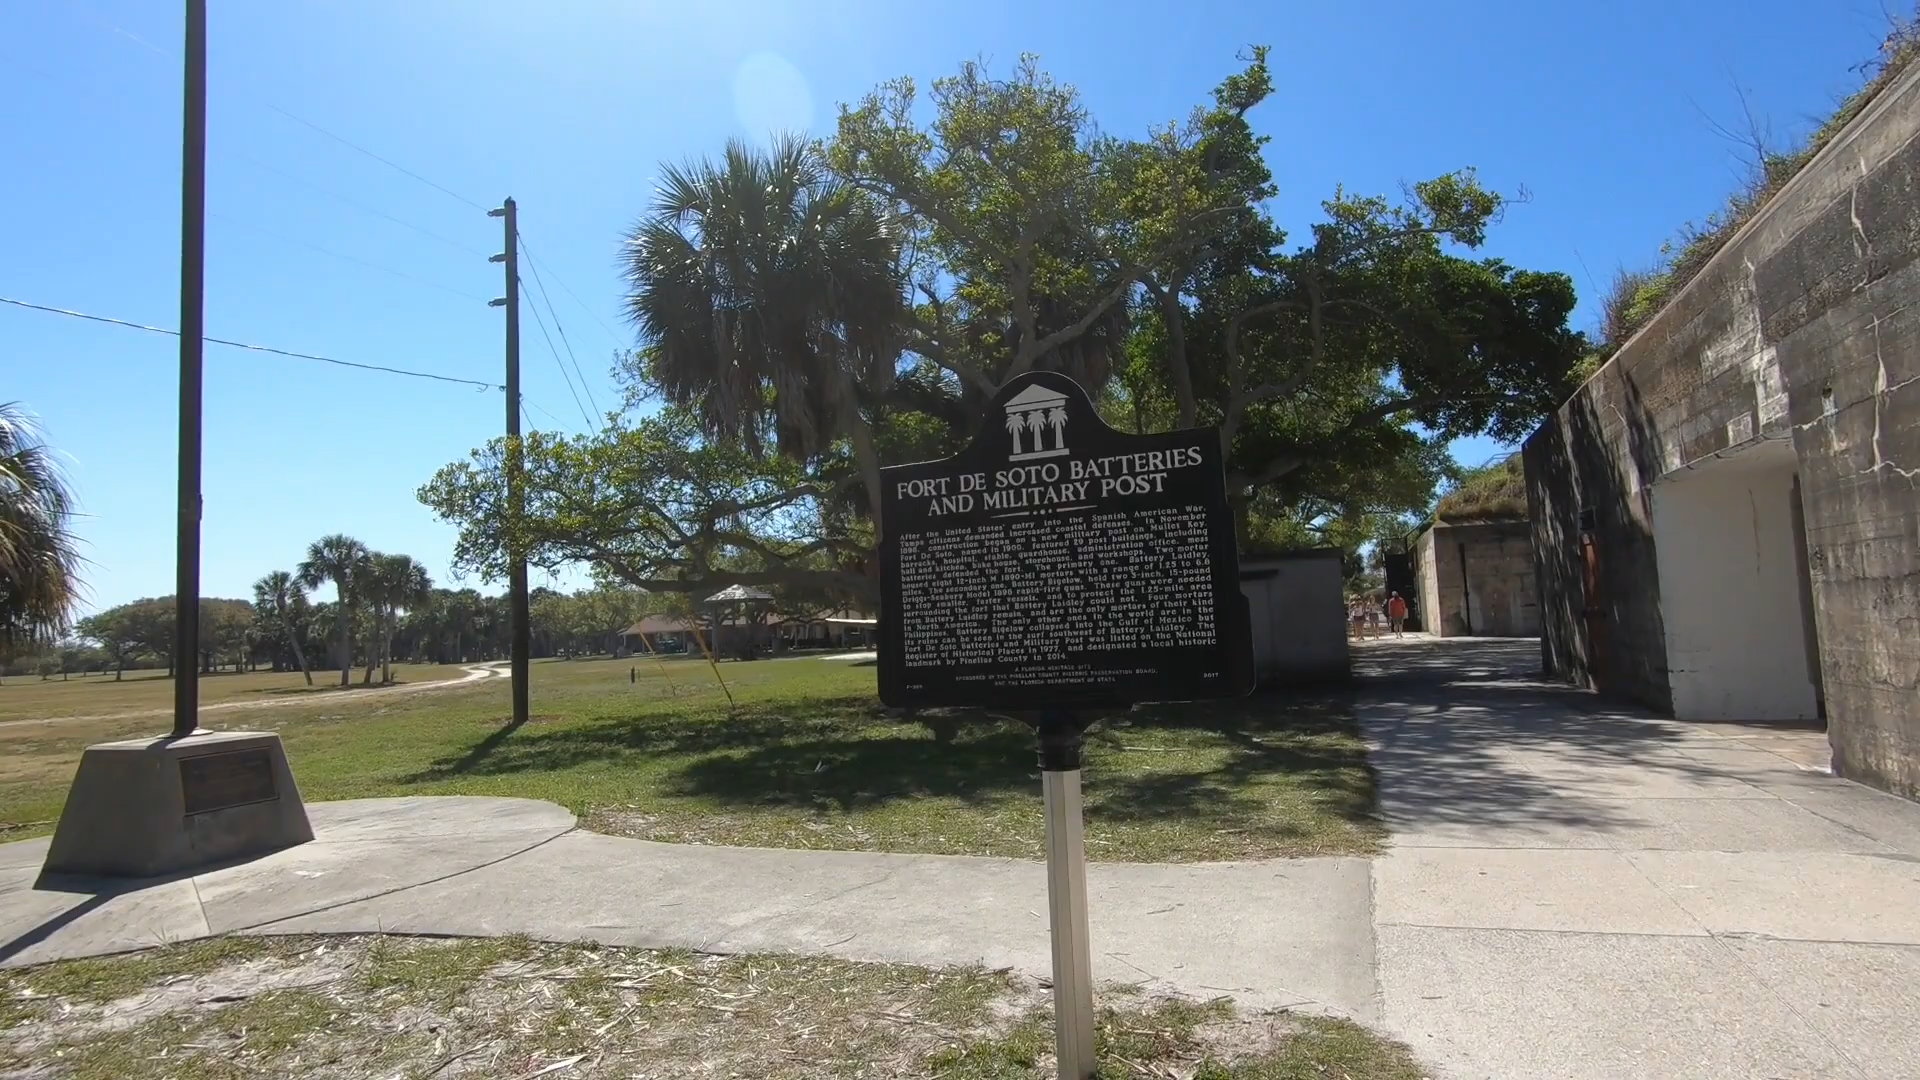 FORT DE SOTO BATTERIES
AND MILITARY POST
After the United States' entry into the Spanish American War,
Tampa citizens demanded increased coastal defenses. In November
1898, construction began on a new military post on Mullet Key.
Fort De Soto, named in 1900, featured 29 post buildings, including
barracks, hospital, stable, guardhouse, administration office, mess
hall and kitchen, bake house, storehouse, and workshops. Two mortar
batteries defended the fort. The primary one, Battery Laidley,
housed eight 12-inch M 1890-MI mortars with a range of 1.25 to 6.8
miles. The secondary one, Battery Bigelow, held two 3-inch, 15-pound
Driggs-Seabury Model 1898 rapid-fire guns. These guns were needed
to stop smaller, faster vessels, and to protect the 1.25-mile area
surrounding the fort that Battery Laidley could not. Four mortars
from Battery Laidley remain, and are the only mortars of their kind
in North America. The only other ones in the world are in the
Philippines. Battery Bigelow collapsed into the Gulf of Mexico but
its ruins can be seen in the surf southwest of Battery Laidley. The
Fort De Soto Batteries and Military Post was listed on the National
Register of Historical Places in 1977, and designated a local historic
landmark by Pinellas County in 2014.
A FLORIDA HERITAGE SITE
SPONSORED BY THE PINELLAS COUNTY HISTORIC PRESERVATION BOARD,
AND THE FLORIDA DEPARTMENT OF STATE
2017